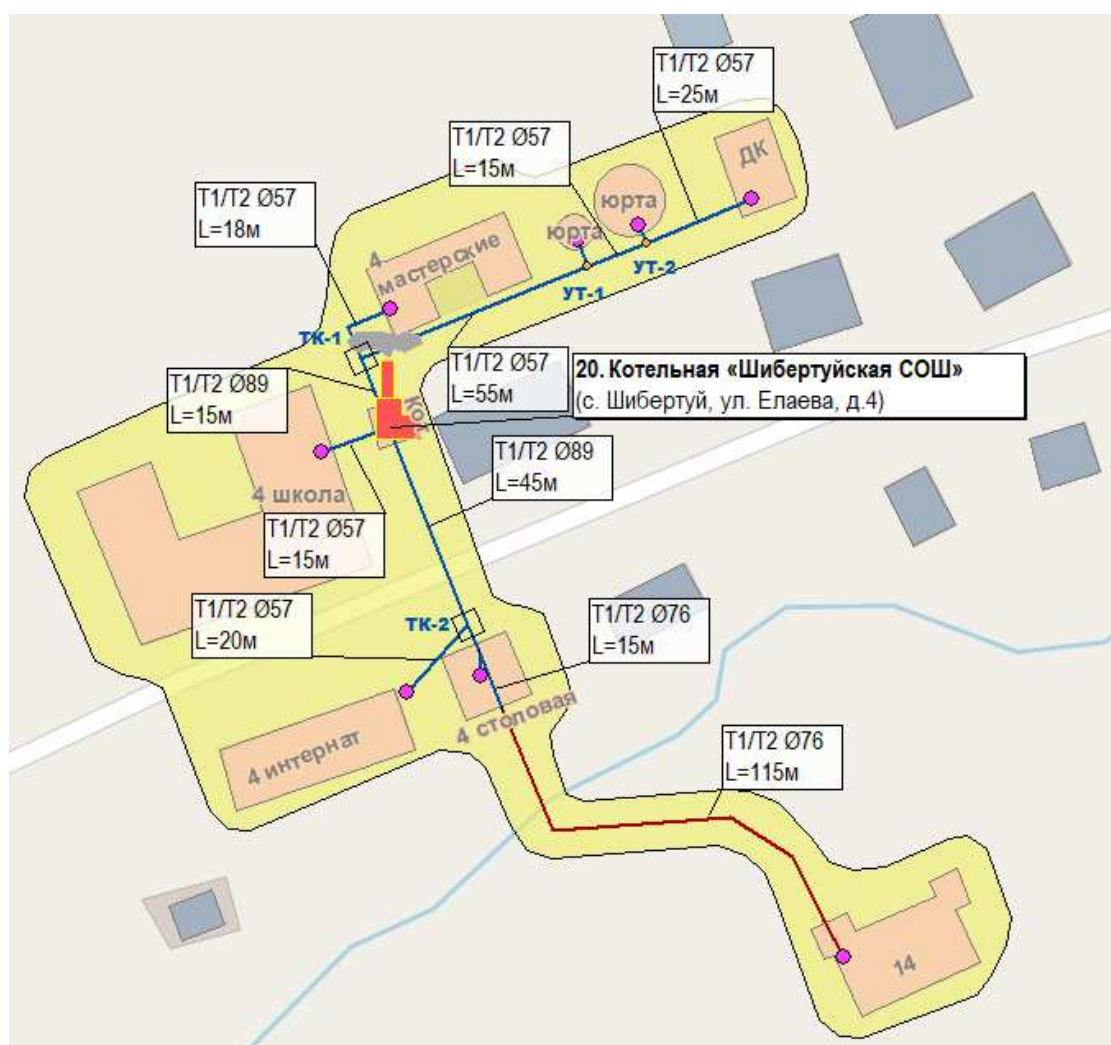 Т1/Т2 Ø57
L=25м
Т1/Т2 Ø57
L=15м
ДК
Т1/Т2 Ø57
L=18м
юрта
юрта
4
мастерские
УТ-2
УТ-1
ТК-1
Т1/Т2 Ø57
L=55м
20. Котельная «Шибертуйская СОШ»
(с. Шибертуй, ул. Елаева, д.4)
Т1/Т2 Ø89
L=15м
Кот.
Т1/Т2 Ø89
L=45м
4 школа
Т1/Т2 Ø57
L=15м
Т1/Т2 Ø57
L=20м
ТК-2
Т1/Т2 Ø76
L=15м
4 столовая
4 интернат
Т1/Т2 Ø76
L=115м
14